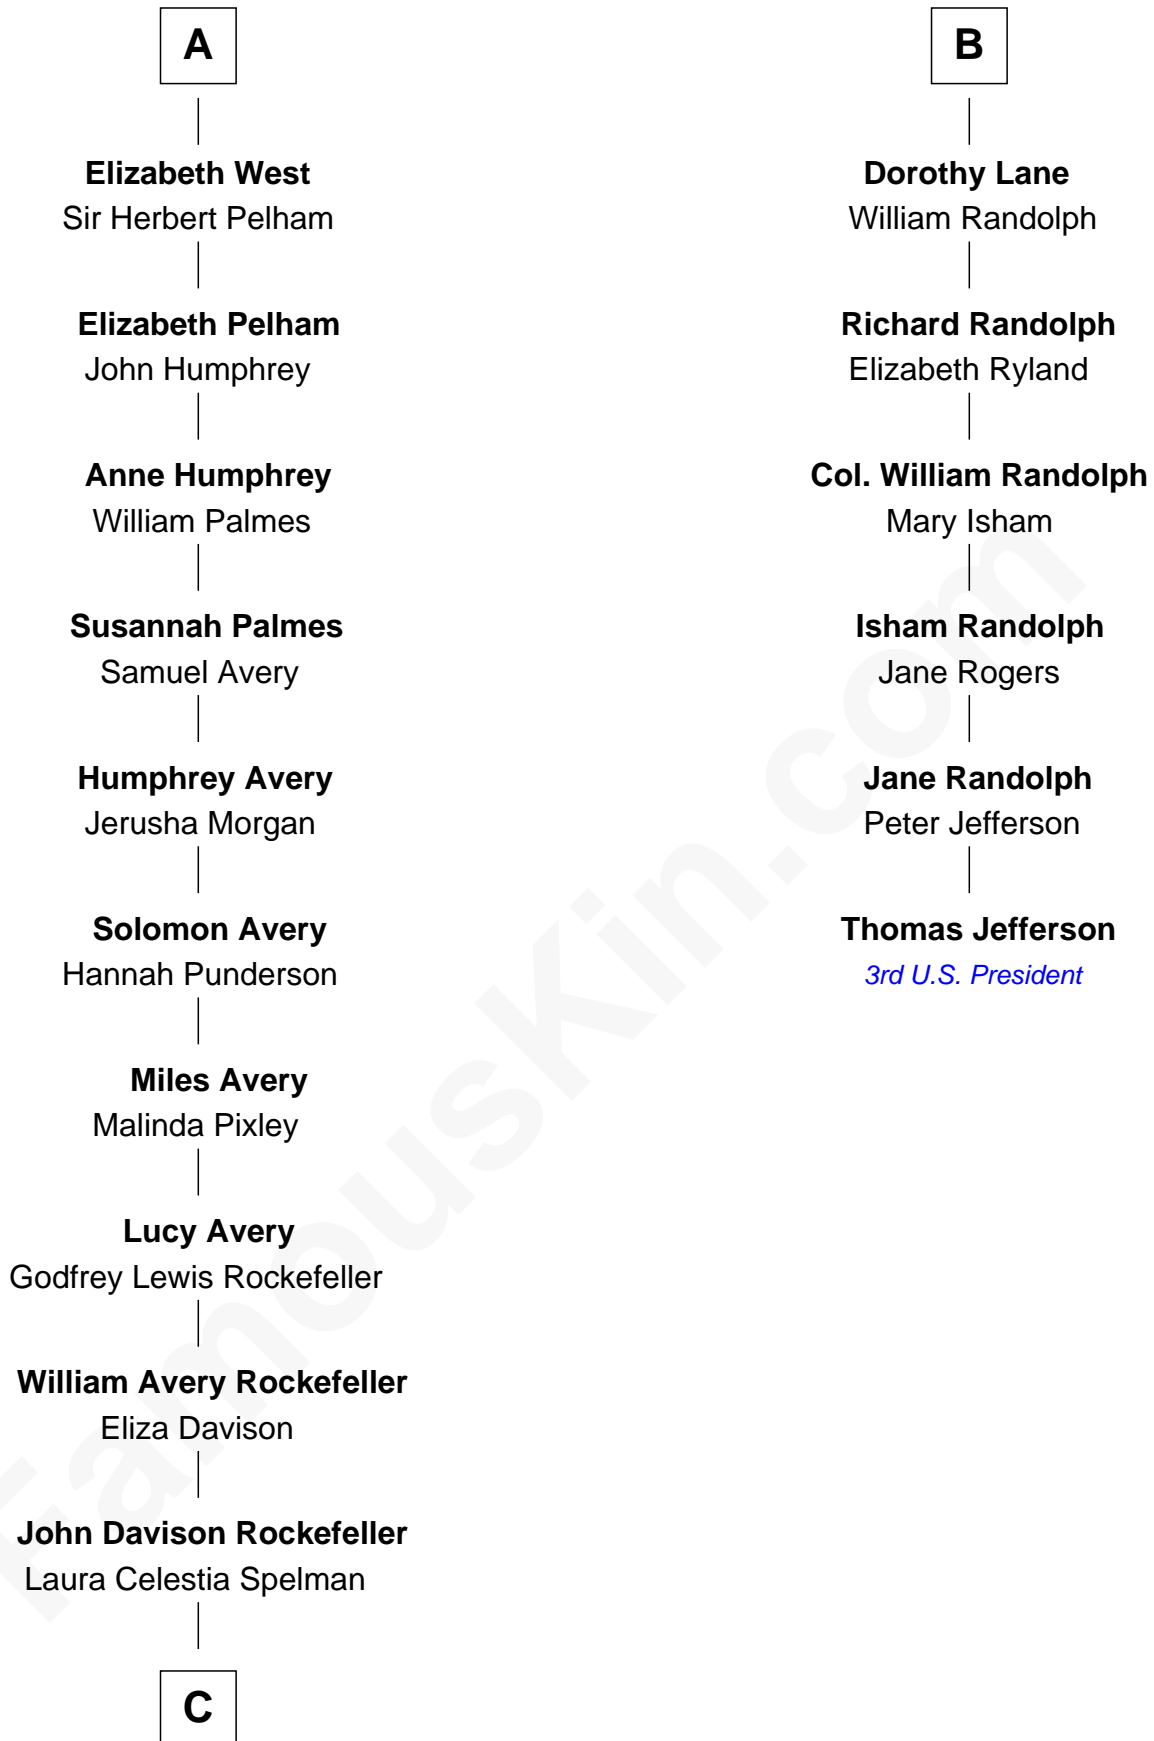 A
Elizabeth West
Sir Herbert Pelham
Elizabeth Pelham
John Humphrey
Anne Humphrey
William Palmes
Susannah Palmes
Samuel Avery
Humphrey Avery
Jerusha Morgan
Solomon Avery
Hannah Punderson
Miles Avery
Malinda Pixley
Lucy Avery
Godfrey Lewis Rockefeller
William Avery Rockefeller
Eliza Davison
John Davison Rockefeller
Laura Celestia Spelman
C
B
Dorothy Lane
William Randolph
Richard Randolph
Elizabeth Ryland
Col. William Randolph
Mary Isham
Isham Randolph
Jane Rogers
Jane Randolph
Peter Jefferson
Thomas Jefferson
3rd U.S. President
FamousKin.com